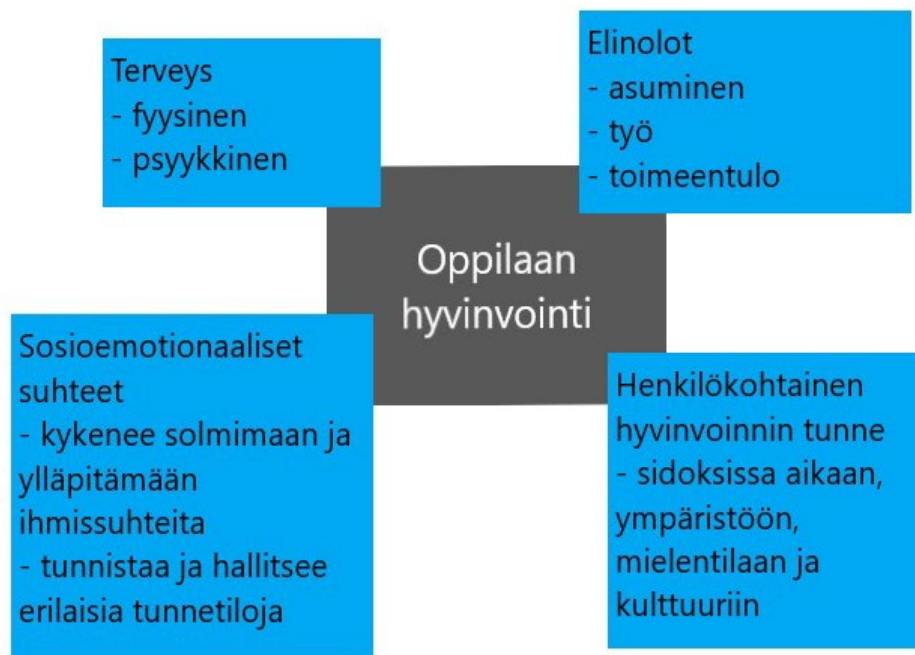 Terveys
- fyysinen
- psyykkinen
Elinolot
- asuminen
- työ
- toimeentulo
Oppilaan
hyvinvointi
Sosioemotionaaliset
suhteet
- kykenee solmimaan ja
ylläpitämään
ihmissuhteita
- tunnistaa ja hallitsee
erilaisia tunnetiloja
Henkilökohtainen
hyvinvoinnin tunne
- sidoksissa aikaan,
ympäristöön,
mielentilaan ja
kulttuuriin